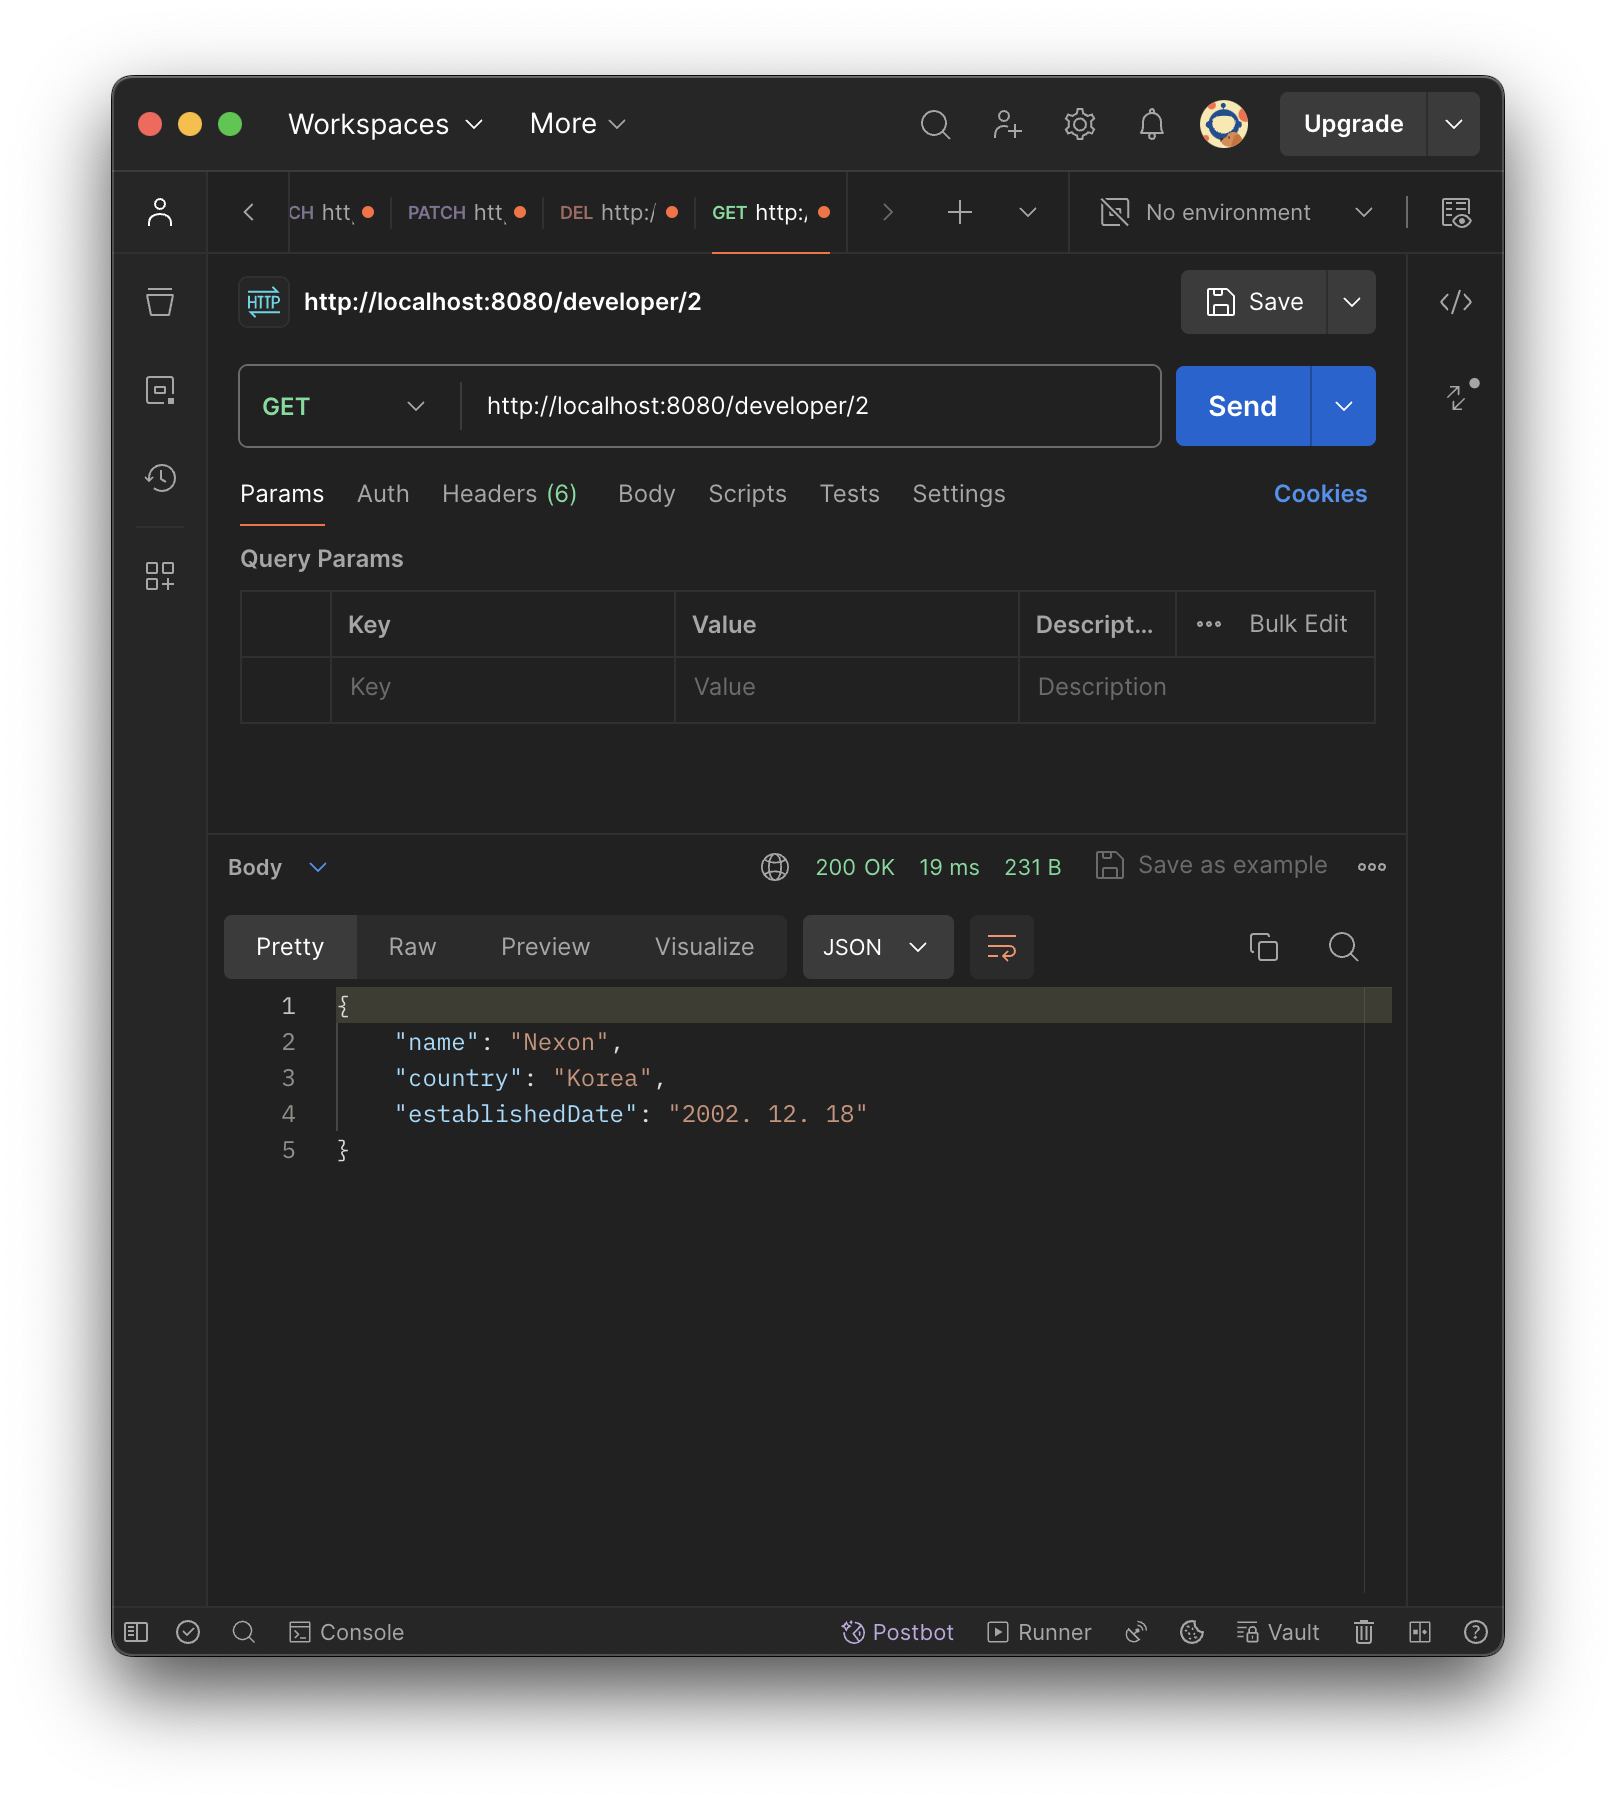 Workspaces More Upgrade
CH htt PATCH htt DEL http:/ GET http:/ No environment
HTTP http://localhost:8080/developer/2 Save
GET http://localhost:8080/developer/2 Send
Params Auth Headers (6) Body Scripts Tests Settings Cookies
Query Params
Key Value Descript... Bulk Edit
Key Value Description
Body 200 OK 19 ms 231 B Save as example
Pretty Raw Preview Visualize JSON
1 {
2 "name": "Nexon",
3 "country": "Korea",
4 "establishedDate": "2002. 12. 18"
5 }
Console Postbot Runner Vault